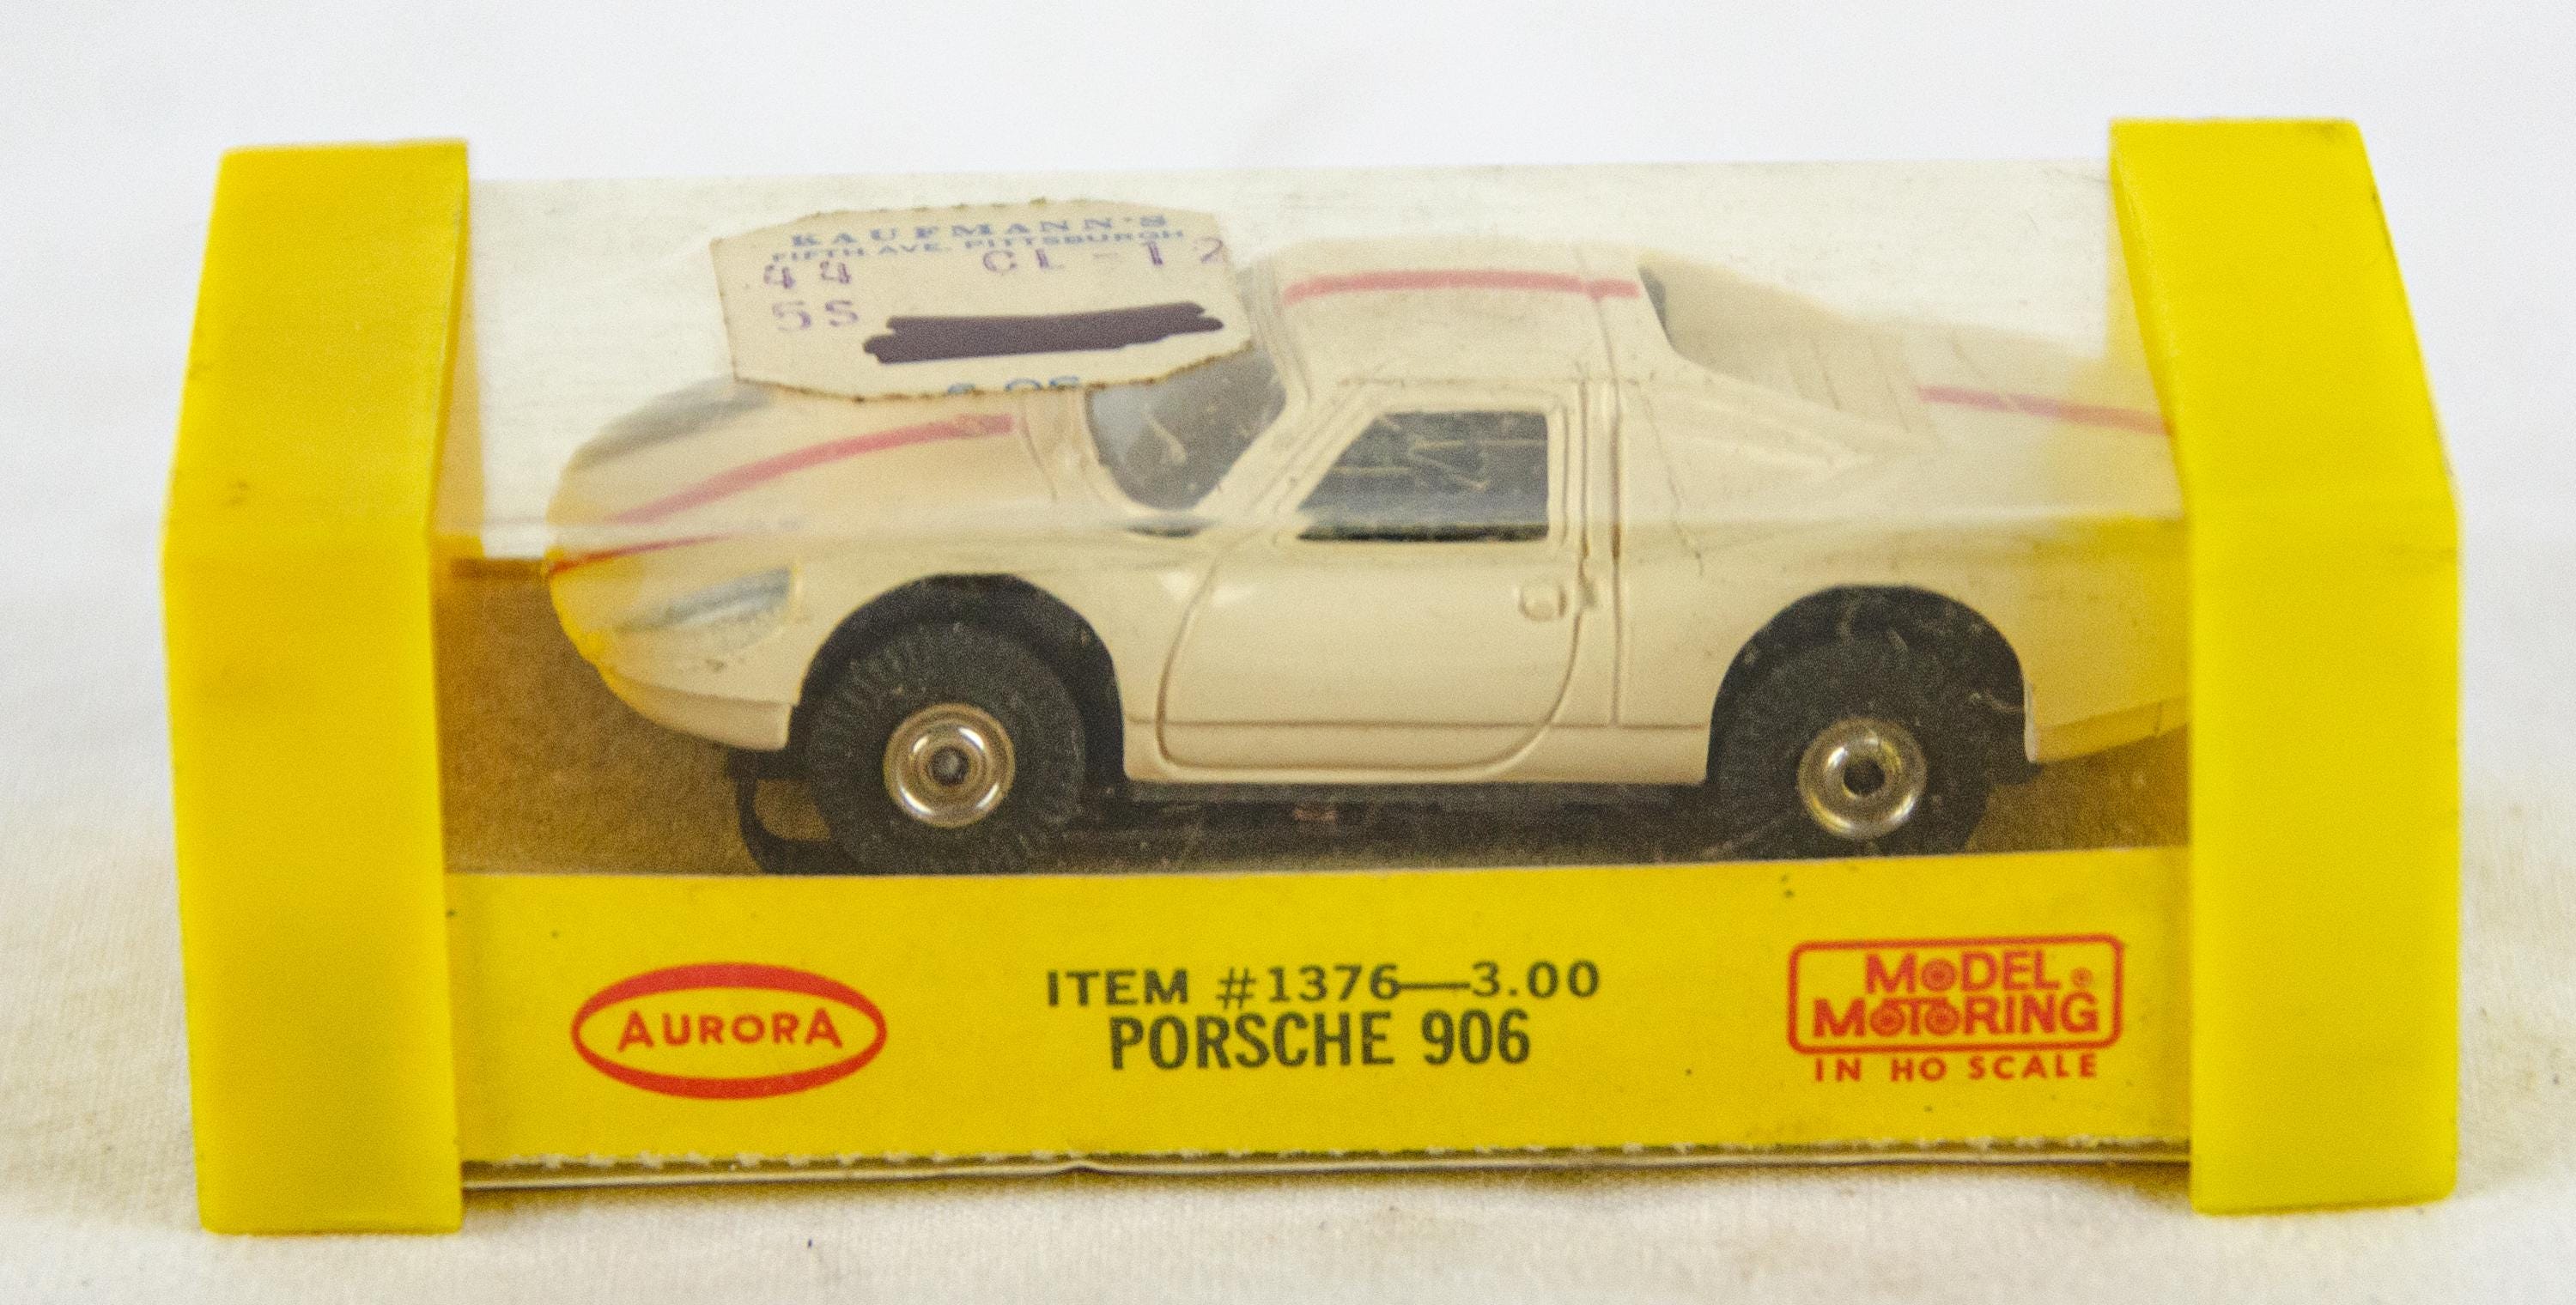 KAUFMANN'S
FIFTH AVE. PITTSBURGH
44 CL-12
5S
AURORA
ITEM #1376—3.00
PORSCHE 906
MODEL
MOTORING ®
IN HO SCALE